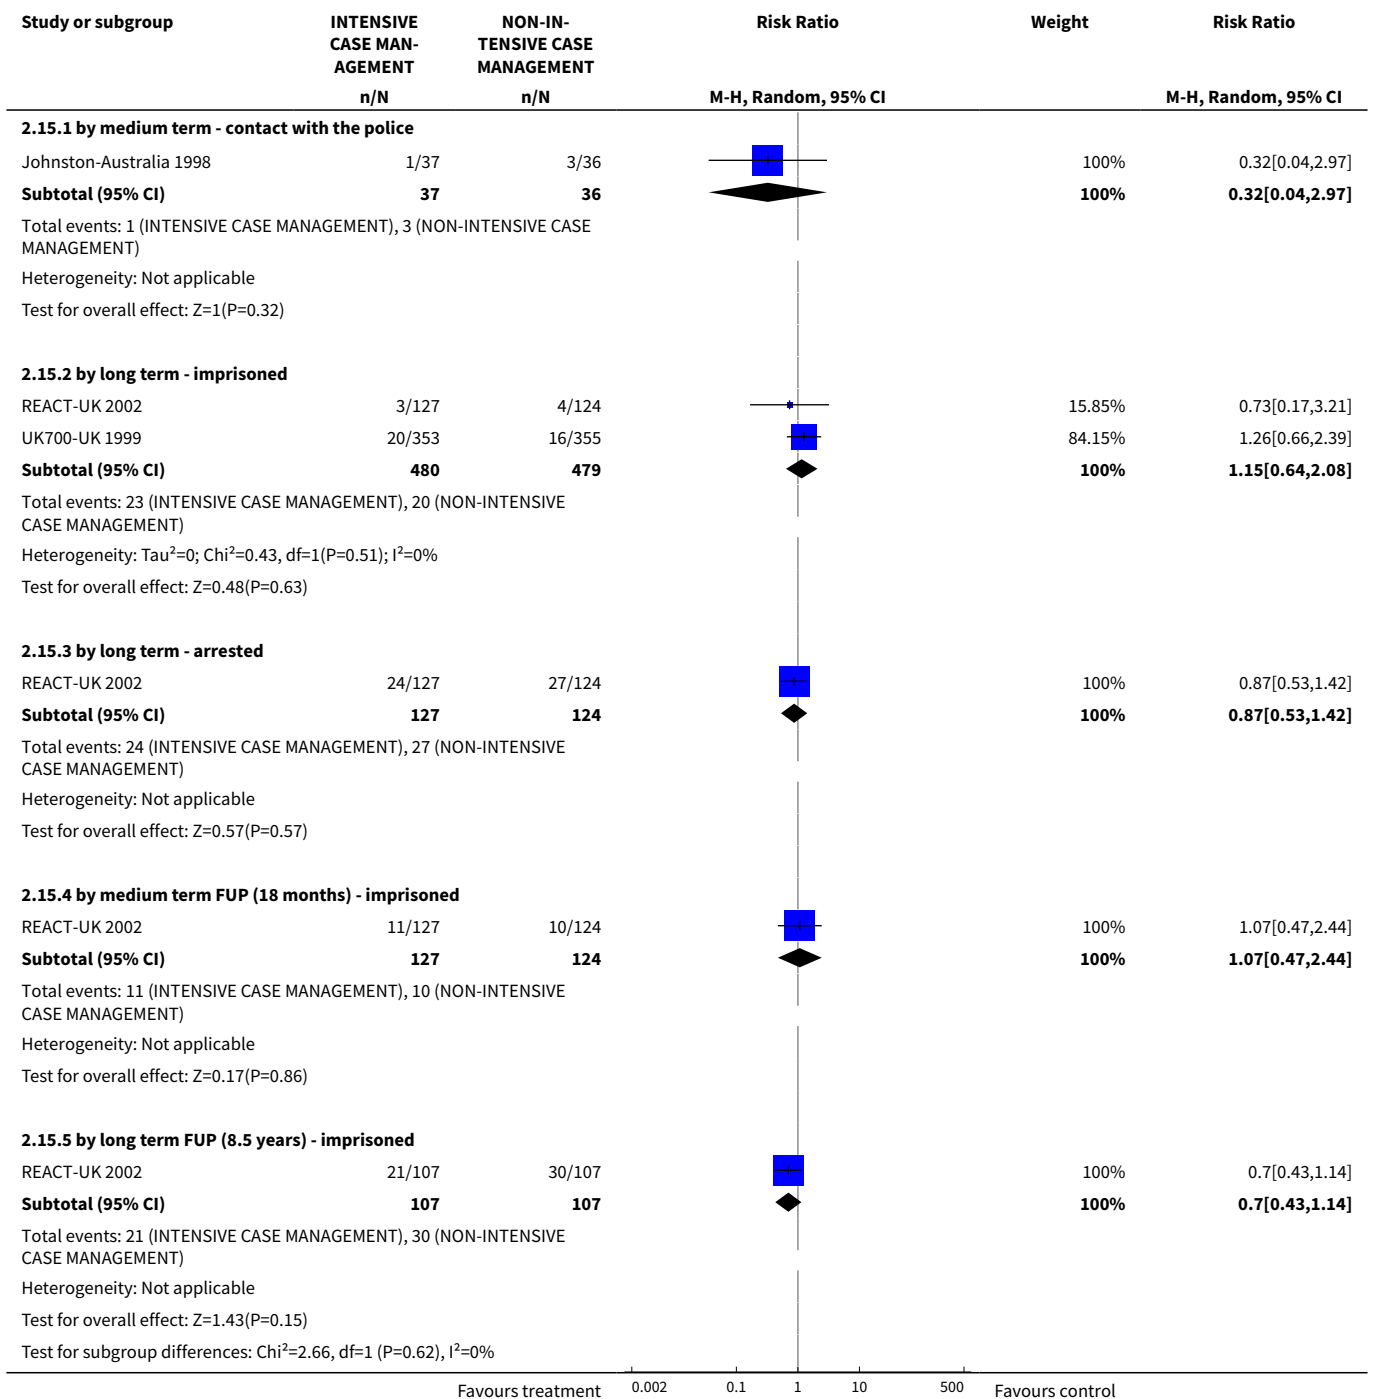 Study or subgroup INTENSIVE CASE MAN- AGEMENT NON-IN- TENSIVE CASE MANAGEMENT Risk Ratio Weight Risk Ratio
n/N n/N M-H, Random, 95% CI M-H, Random, 95% CI
2.15.1 by medium term - contact with the police
Johnston-Australia 1998 1/37 3/36 100% 0.32[0.04,2.97]
Subtotal (95% CI) 37 36 100% 0.32[0.04,2.97]
Total events: 1 (INTENSIVE CASE MANAGEMENT), 3 (NON-INTENSIVE CASE
MANAGEMENT)
Heterogeneity: Not applicable
Test for overall effect: Z=1(P=0.32)
2.15.2 by long term - imprisoned
REACT-UK 2002 3/127 4/124 15.85% 0.73[0.17,3.21]
UK700-UK 1999 20/353 16/355 84.15% 1.26[0.66,2.39]
Subtotal (95% CI) 480 479 100% 1.15[0.64,2.08]
Total events: 23 (INTENSIVE CASE MANAGEMENT), 20 (NON-INTENSIVE
CASE MANAGEMENT)
Heterogeneity: Tau²=0; Chi²=0.43, df=1(P=0.51); I²=0%
Test for overall effect: Z=0.48(P=0.63)
2.15.3 by long term - arrested
REACT-UK 2002 24/127 27/124 100% 0.87[0.53,1.42]
Subtotal (95% CI) 127 124 100% 0.87[0.53,1.42]
Total events: 24 (INTENSIVE CASE MANAGEMENT), 27 (NON-INTENSIVE
CASE MANAGEMENT)
Heterogeneity: Not applicable
Test for overall effect: Z=0.57(P=0.57)
2.15.4 by medium term FUP (18 months) - imprisoned
REACT-UK 2002 11/127 10/124 100% 1.07[0.47,2.44]
Subtotal (95% CI) 127 124 100% 1.07[0.47,2.44]
Total events: 11 (INTENSIVE CASE MANAGEMENT), 10 (NON-INTENSIVE
CASE MANAGEMENT)
Heterogeneity: Not applicable
Test for overall effect: Z=0.17(P=0.86)
2.15.5 by long term FUP (8.5 years) - imprisoned
REACT-UK 2002 21/107 30/107 100% 0.7[0.43,1.14]
Subtotal (95% CI) 107 107 100% 0.7[0.43,1.14]
Total events: 21 (INTENSIVE CASE MANAGEMENT), 30 (NON-INTENSIVE
CASE MANAGEMENT)
Heterogeneity: Not applicable
Test for overall effect: Z=1.43(P=0.15)
Test for subgroup differences: Chi²=2.66, df=1 (P=0.62), I²=0%
Favours treatment 0.002 0.1 1 10 500 Favours control